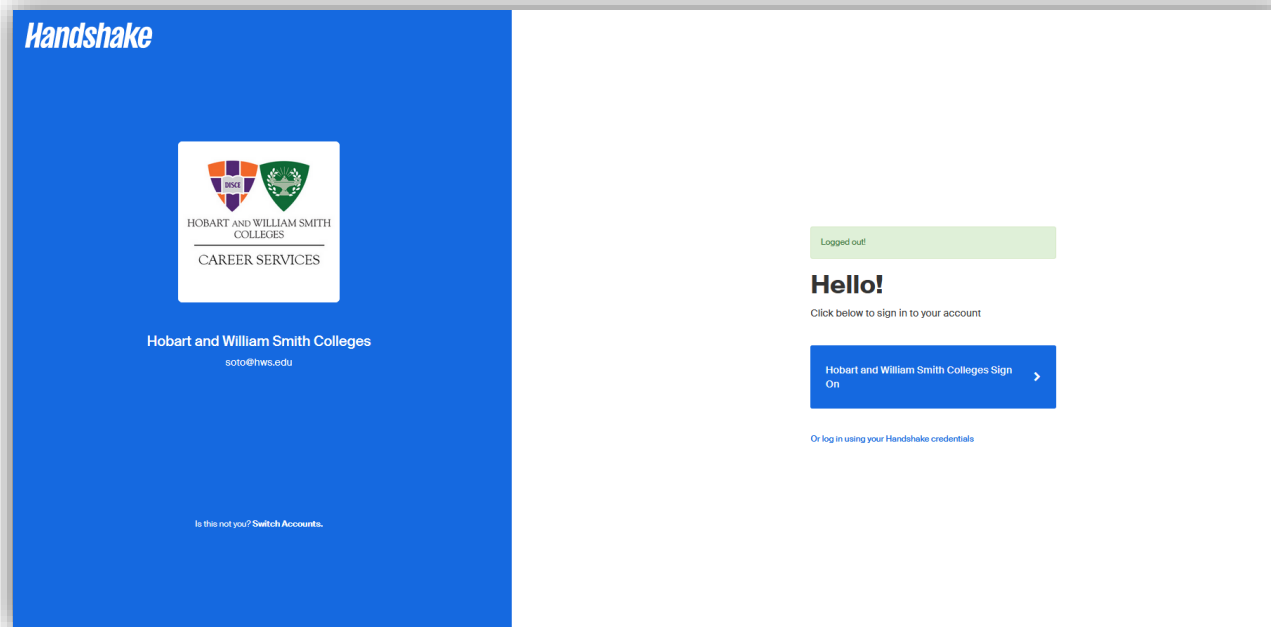 Handshake
DISCE
HOBART AND WILLIAM SMITH
COLLEGES
CAREER SERVICES
Hobart and William Smith Colleges
soto@hws.edu
Is this not you? Switch Accounts.
Logged out!
Hello!
Click below to sign in to your account
Hobart and William Smith Colleges Sign
On
Or log in using your Handshake credentials